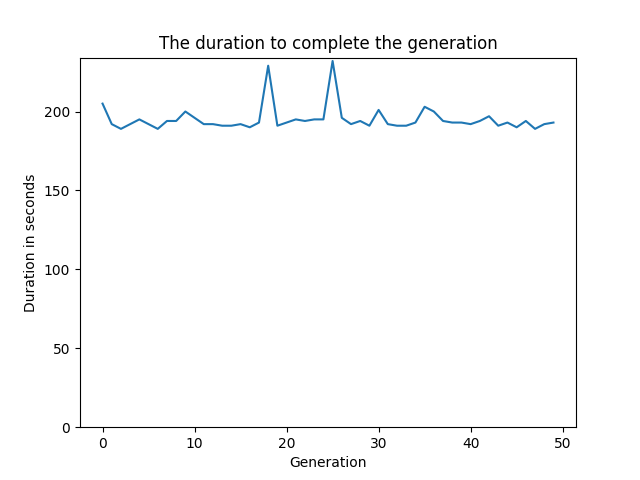 The duration to complete the generation
Duration in seconds
200
150
100
50
0
0 10 20 30 40 50
Generation